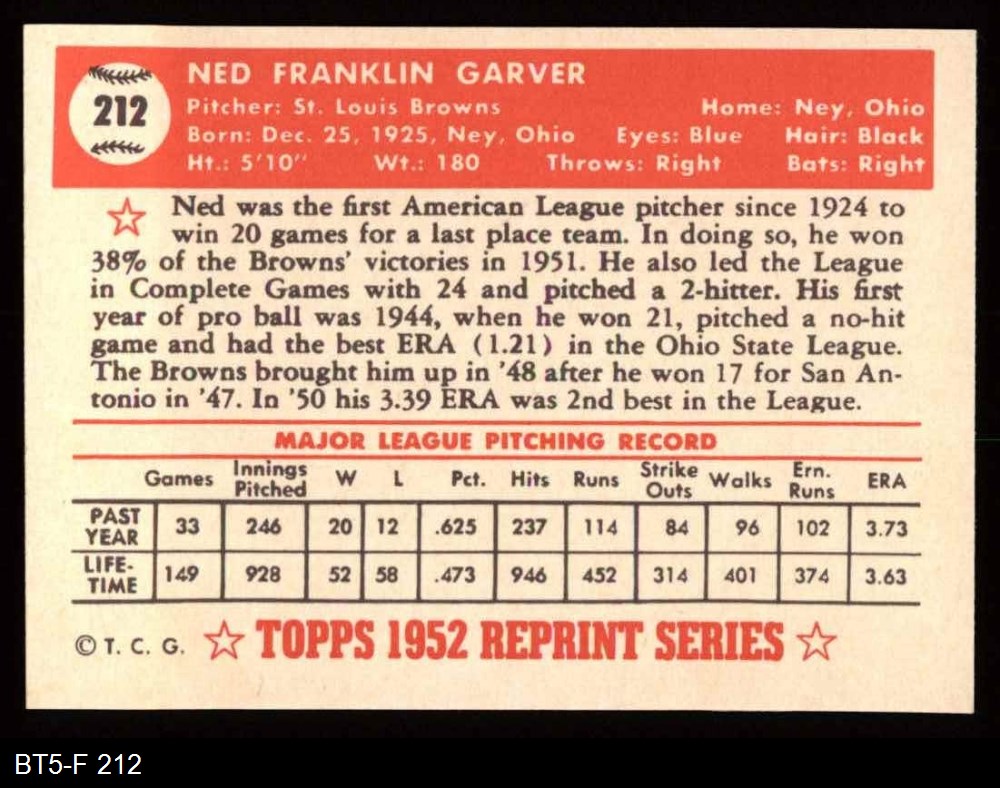 212
NED FRANKLIN GARVER
Pitcher: St. Louis Browns Home: Ney, Ohio
Born: Dec. 25, 1925, Ney, Ohio Eyes: Blue Hair: Black
Ht.: 5'10" Wt.: 180 Throws: Right Bats: Right
Ned was the first American League pitcher since 1924 to
win 20 games for a last place team. In doing so, he won
38% of the Browns' victories in 1951. He also led the League
in Complete Games with 24 and pitched a 2-hitter. His first
year of pro ball was 1944, when he won 21, pitched a no-hit
game and had the best ERA (1.21) in the Ohio State League.
The Browns brought him up in '48 after he won 17 for San An-
tonio in '47. In '50 his 3.39 ERA was 2nd best in the League.
MAJOR LEAGUE PITCHING RECORD
Games Innings Pitched W L Pct. Hits Runs Strike Outs Walks Ern. Runs ERA
PAST YEAR 33 246 20 12 .625 237 114 84 96 102 3.73
LIFE-TIME 149 928 52 58 .473 946 452 314 401 374 3.63
© T. C. G. TOPPS 1952 REPRINT SERIES
BT5-F 212